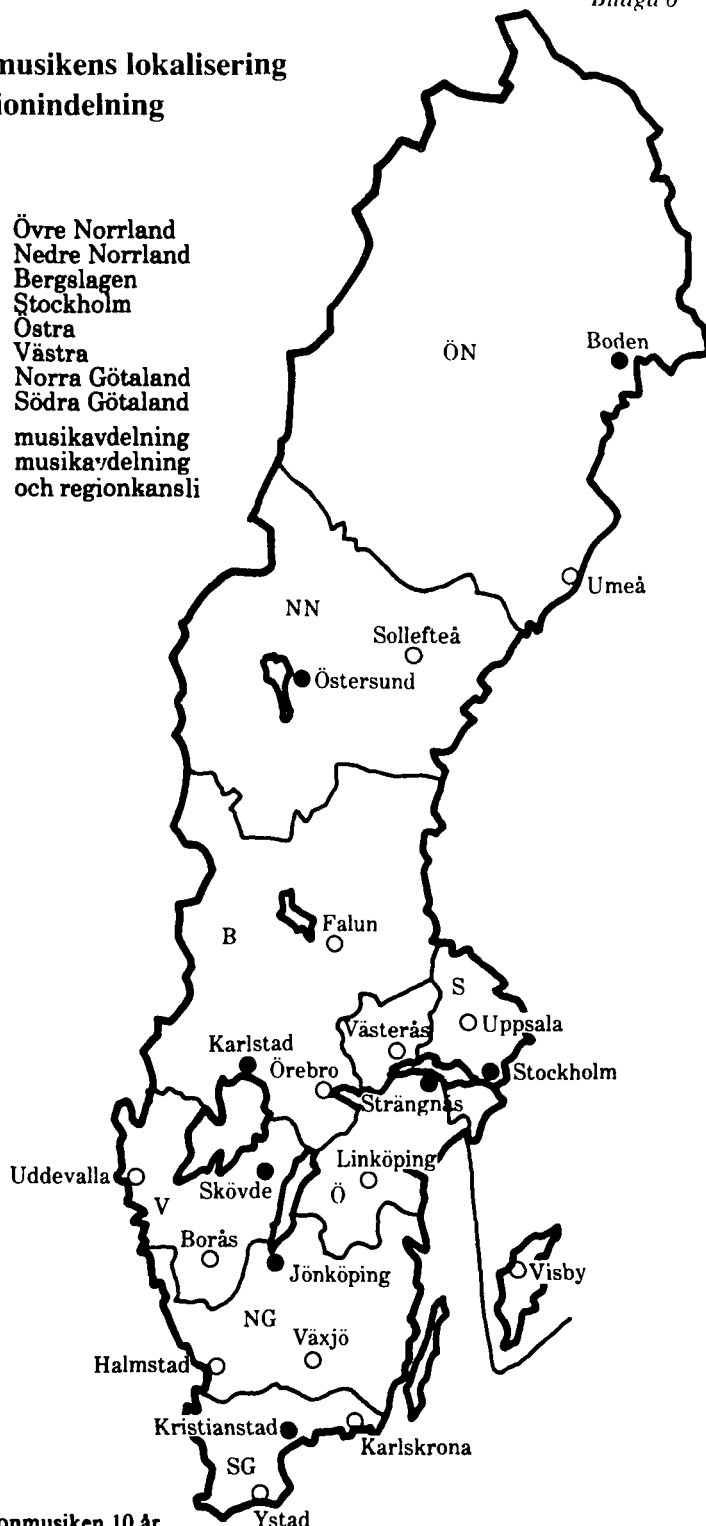 musikens lokalisering
ionindelning
Övre Norrland
Nedre Norrland
Bergslagen
Stockholm
Östra
Västra
Norra Götaland
Södra Götaland
musikavdelning
musikavdelning
och regionkansli
ÖN
Boden
Umeå
NN
Sollefteå
Östersund
B
Falun
S
Västerås
Uppsala
Karlstad
Örebro
Stockholm
Strängnäs
Uddevalla
Skövde
Linköping
V
Ö
Borås
Jönköping
Visby
NG
Växjö
Halmstad
Kristianstad
Karlskrona
SG
Ystad
onmusiken 10 år